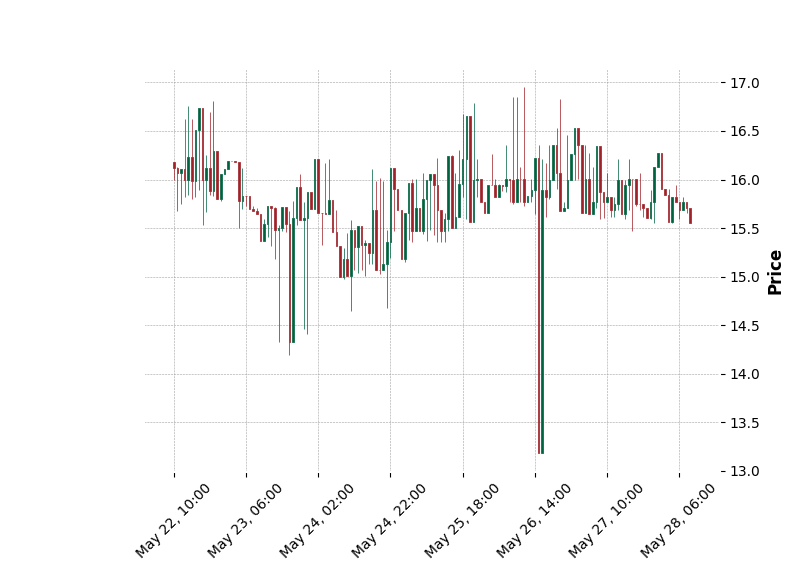 17.0
16.5
16.0
15.5
15.0
14.5
14.0
13.5
13.0
Price
May 22, 10:00
May 23, 06:00
May 24, 02:00
May 24, 22:00
May 25, 18:00
May 26, 14:00
May 27, 10:00
May 28, 06:00